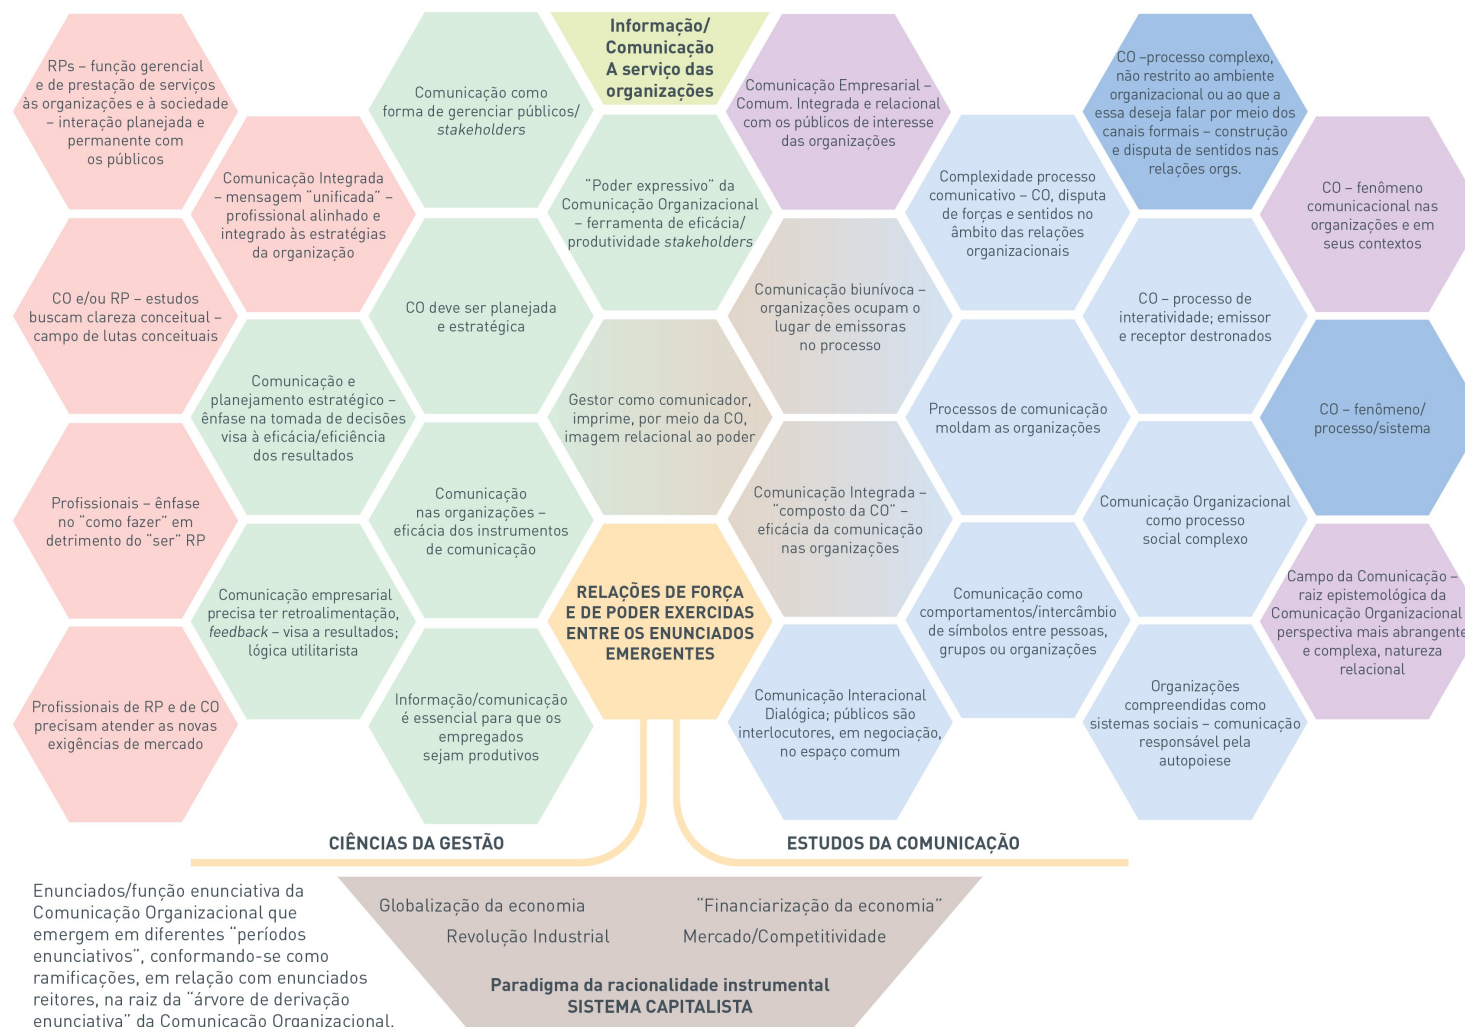 RPs – função gerencial
e de prestação de serviços
às organizações e à sociedade
– interação planejada e
permanente com
os públicos
CO e/ou RP – estudos
buscam clareza conceitual –
campo de lutas conceituais
Profissionais – ênfase
no “como fazer” em
detrimento do “ser” RP
Profissionais de RP e de CO
precisam atender as novas
exigências de mercado
Comunicação Integrada
– mensagem “unificada” –
profissional alinhado e
integrado às estratégias
da organização
Comunicação e
planejamento estratégico –
ênfase na tomada de decisões
visa à eficácia/eficiência
dos resultados
Comunicação empresarial
precisa ter retroalimentação,
feedback – visa a resultados;
lógica utilitarista
Comunicação como
forma de gerenciar públicos/
stakeholders
CO deve ser planejada
e estratégica
Comunicação
nas organizações –
eficácia dos instrumentos
de comunicação
Informação/comunicação
é essencial para que os
empregados
sejam produtivos
Informação/
Comunicação
A serviço das
organizações
“Poder expressivo” da
Comunicação Organizacional
– ferramenta de eficácia/
produtividade stakeholders
Gestor como comunicador,
imprime, por meio da CO,
imagem relacional ao poder
RELAÇÕES DE FORÇA
E DE PODER EXERCIDAS
ENTRE OS ENUNCIADOS
EMERGENTES
Comunicação Empresarial –
Comum. Integrada e relacional
com os públicos de interesse
das organizações
Comunicação biunívoca –
organizações ocupam o
lugar de emissoras
no processo
Comunicação Integrada –
“composto da CO” –
eficácia da comunicação
nas organizações
Comunicação Interacional
Dialógica; públicos são
interlocutores, em negociação,
no espaço comum
Complexidade processo
comunicativo – CO, disputa
de forças e sentidos no
âmbito das relações
organizacionais
Processos de comunicação
moldam as organizações
Comunicação como
comportamentos/intercâmbio
de símbolos entre pessoas,
grupos ou organizações
CO –processo complexo,
não restrito ao ambiente
organizacional ou ao que a
essa deseja falar por meio dos
canais formais – construção
e disputa de sentidos nas
relações orgs.
CO – processo de
interatividade; emissor
e receptor destronados
Comunicação Organizacional
como processo
social complexo
Organizações
compreendidas como
sistemas sociais – comunicação
responsável pela
autopoiese
CO – fenômeno
comunicacional nas
organizações e em
seus contextos
CO – fenômeno/
processo/sistema
Campo da Comunicação –
raiz epistemológica da
Comunicação Organizacional
perspectiva mais abrangente
e complexa, natureza
relacional
CIÊNCIAS DA GESTÃO
ESTUDOS DA COMUNICAÇÃO
Globalização da economia
“Financiarização da economia”
Revolução Industrial
Mercado/Competitividade
Paradigma da racionalidade instrumental
SISTEMA CAPITALISTA
Enunciados/função enunciativa da
Comunicação Organizacional que
emergem em diferentes “períodos
enunciativos”, conformando-se como
ramificações, em relação com enunciados
reitores, na raiz da “árvore de derivação
enunciativa” da Comunicação Organizacional.